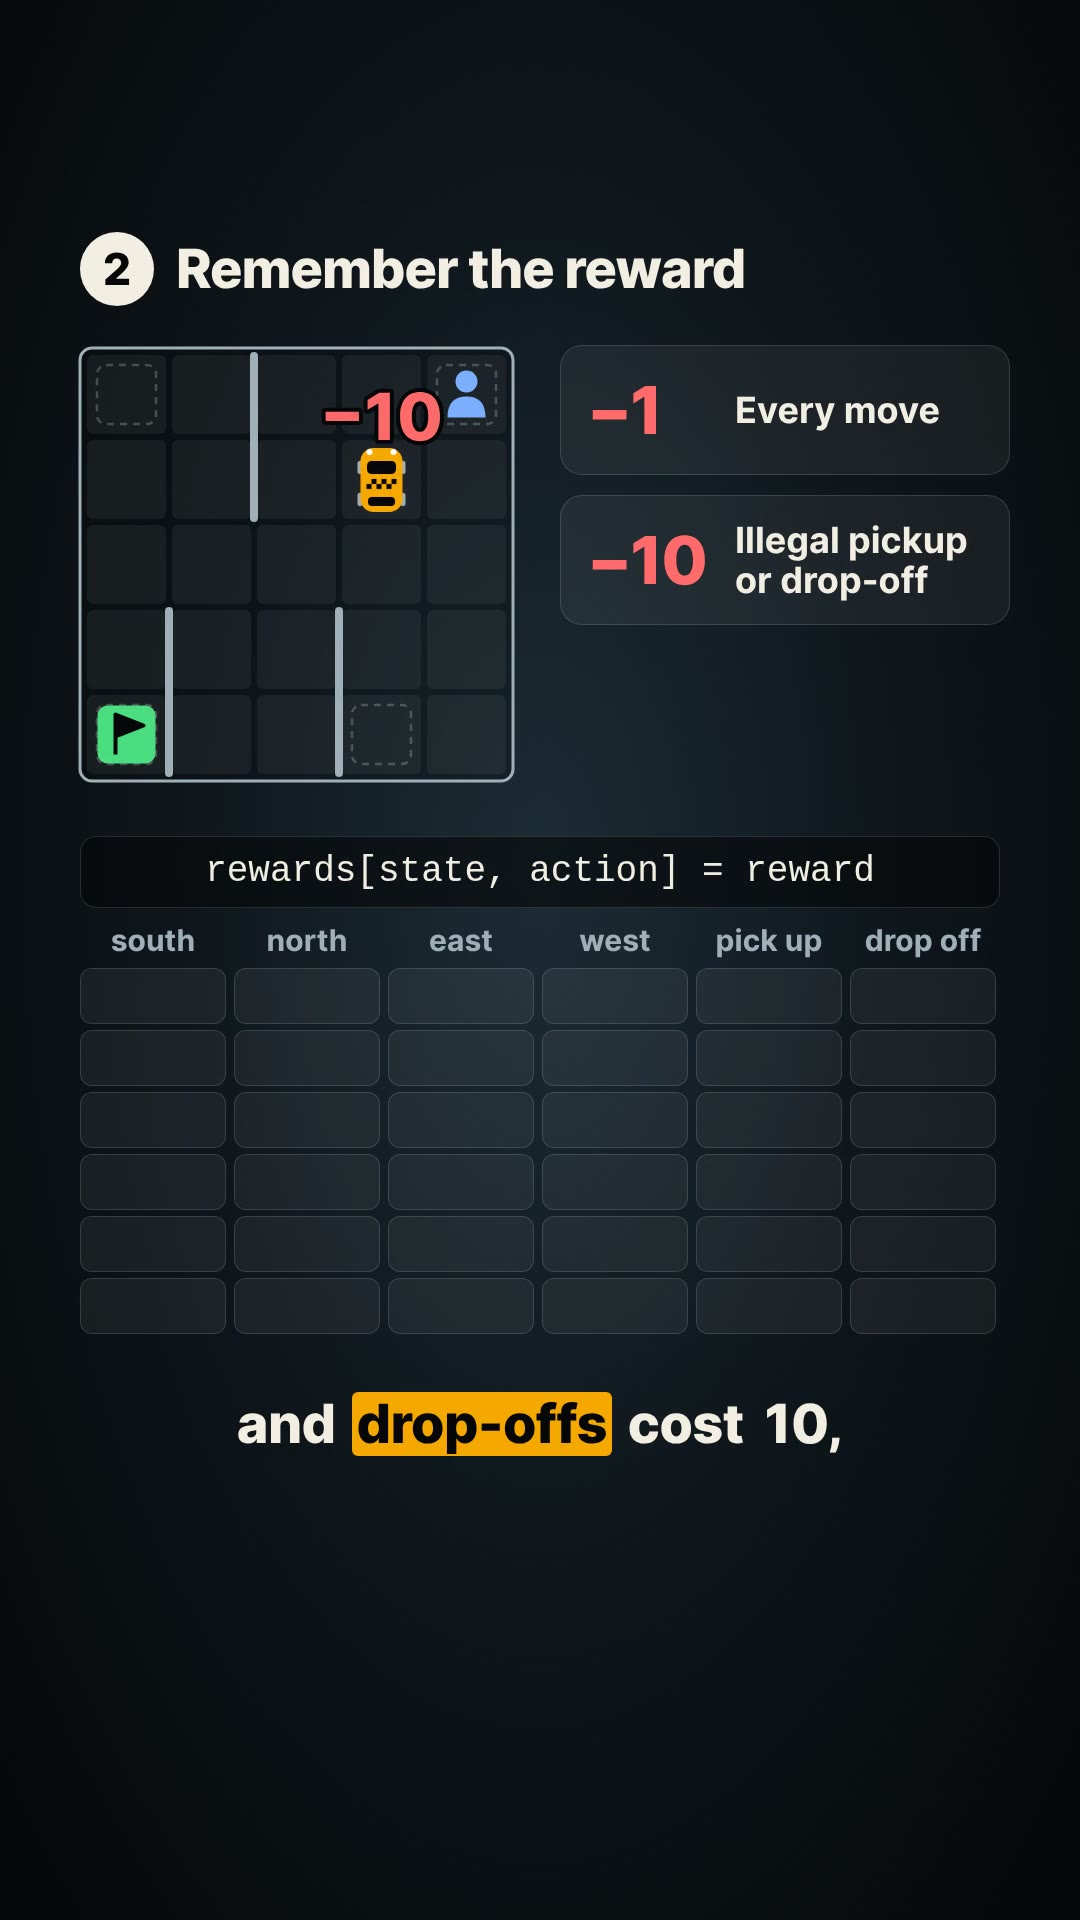 2 Remember the reward
−10
−1 Every move
−10 Illegal pickup
or drop-off
rewards[state, action] = reward
south north east west pick up drop off
and drop-offs cost 10,